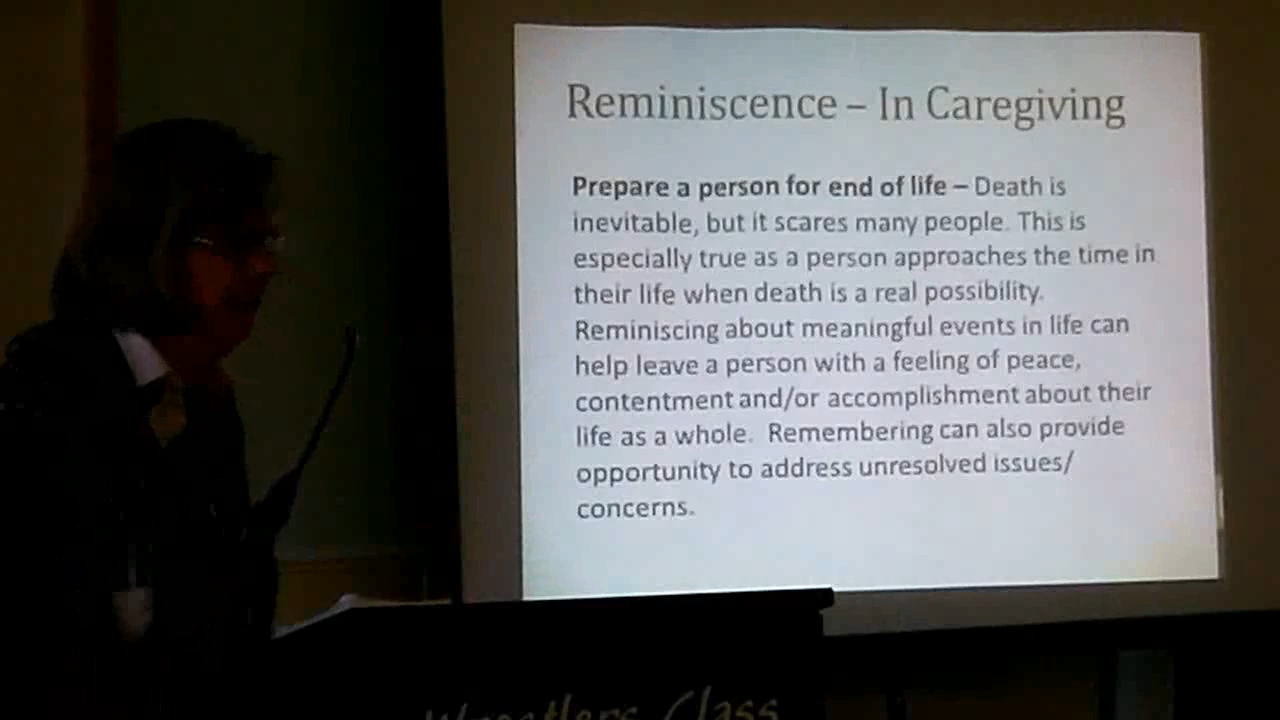 Reminiscence – In Caregiving
Prepare a person for end of life – Death is
inevitable, but it scares many people. This is
especially true as a person approaches the time in
their life when death is a real possibility.
Reminiscing about meaningful events in life can
help leave a person with a feeling of peace,
contentment and/or accomplishment about their
life as a whole.  Remembering can also provide
opportunity to address unresolved issues/
concerns.
Wrestlers Class